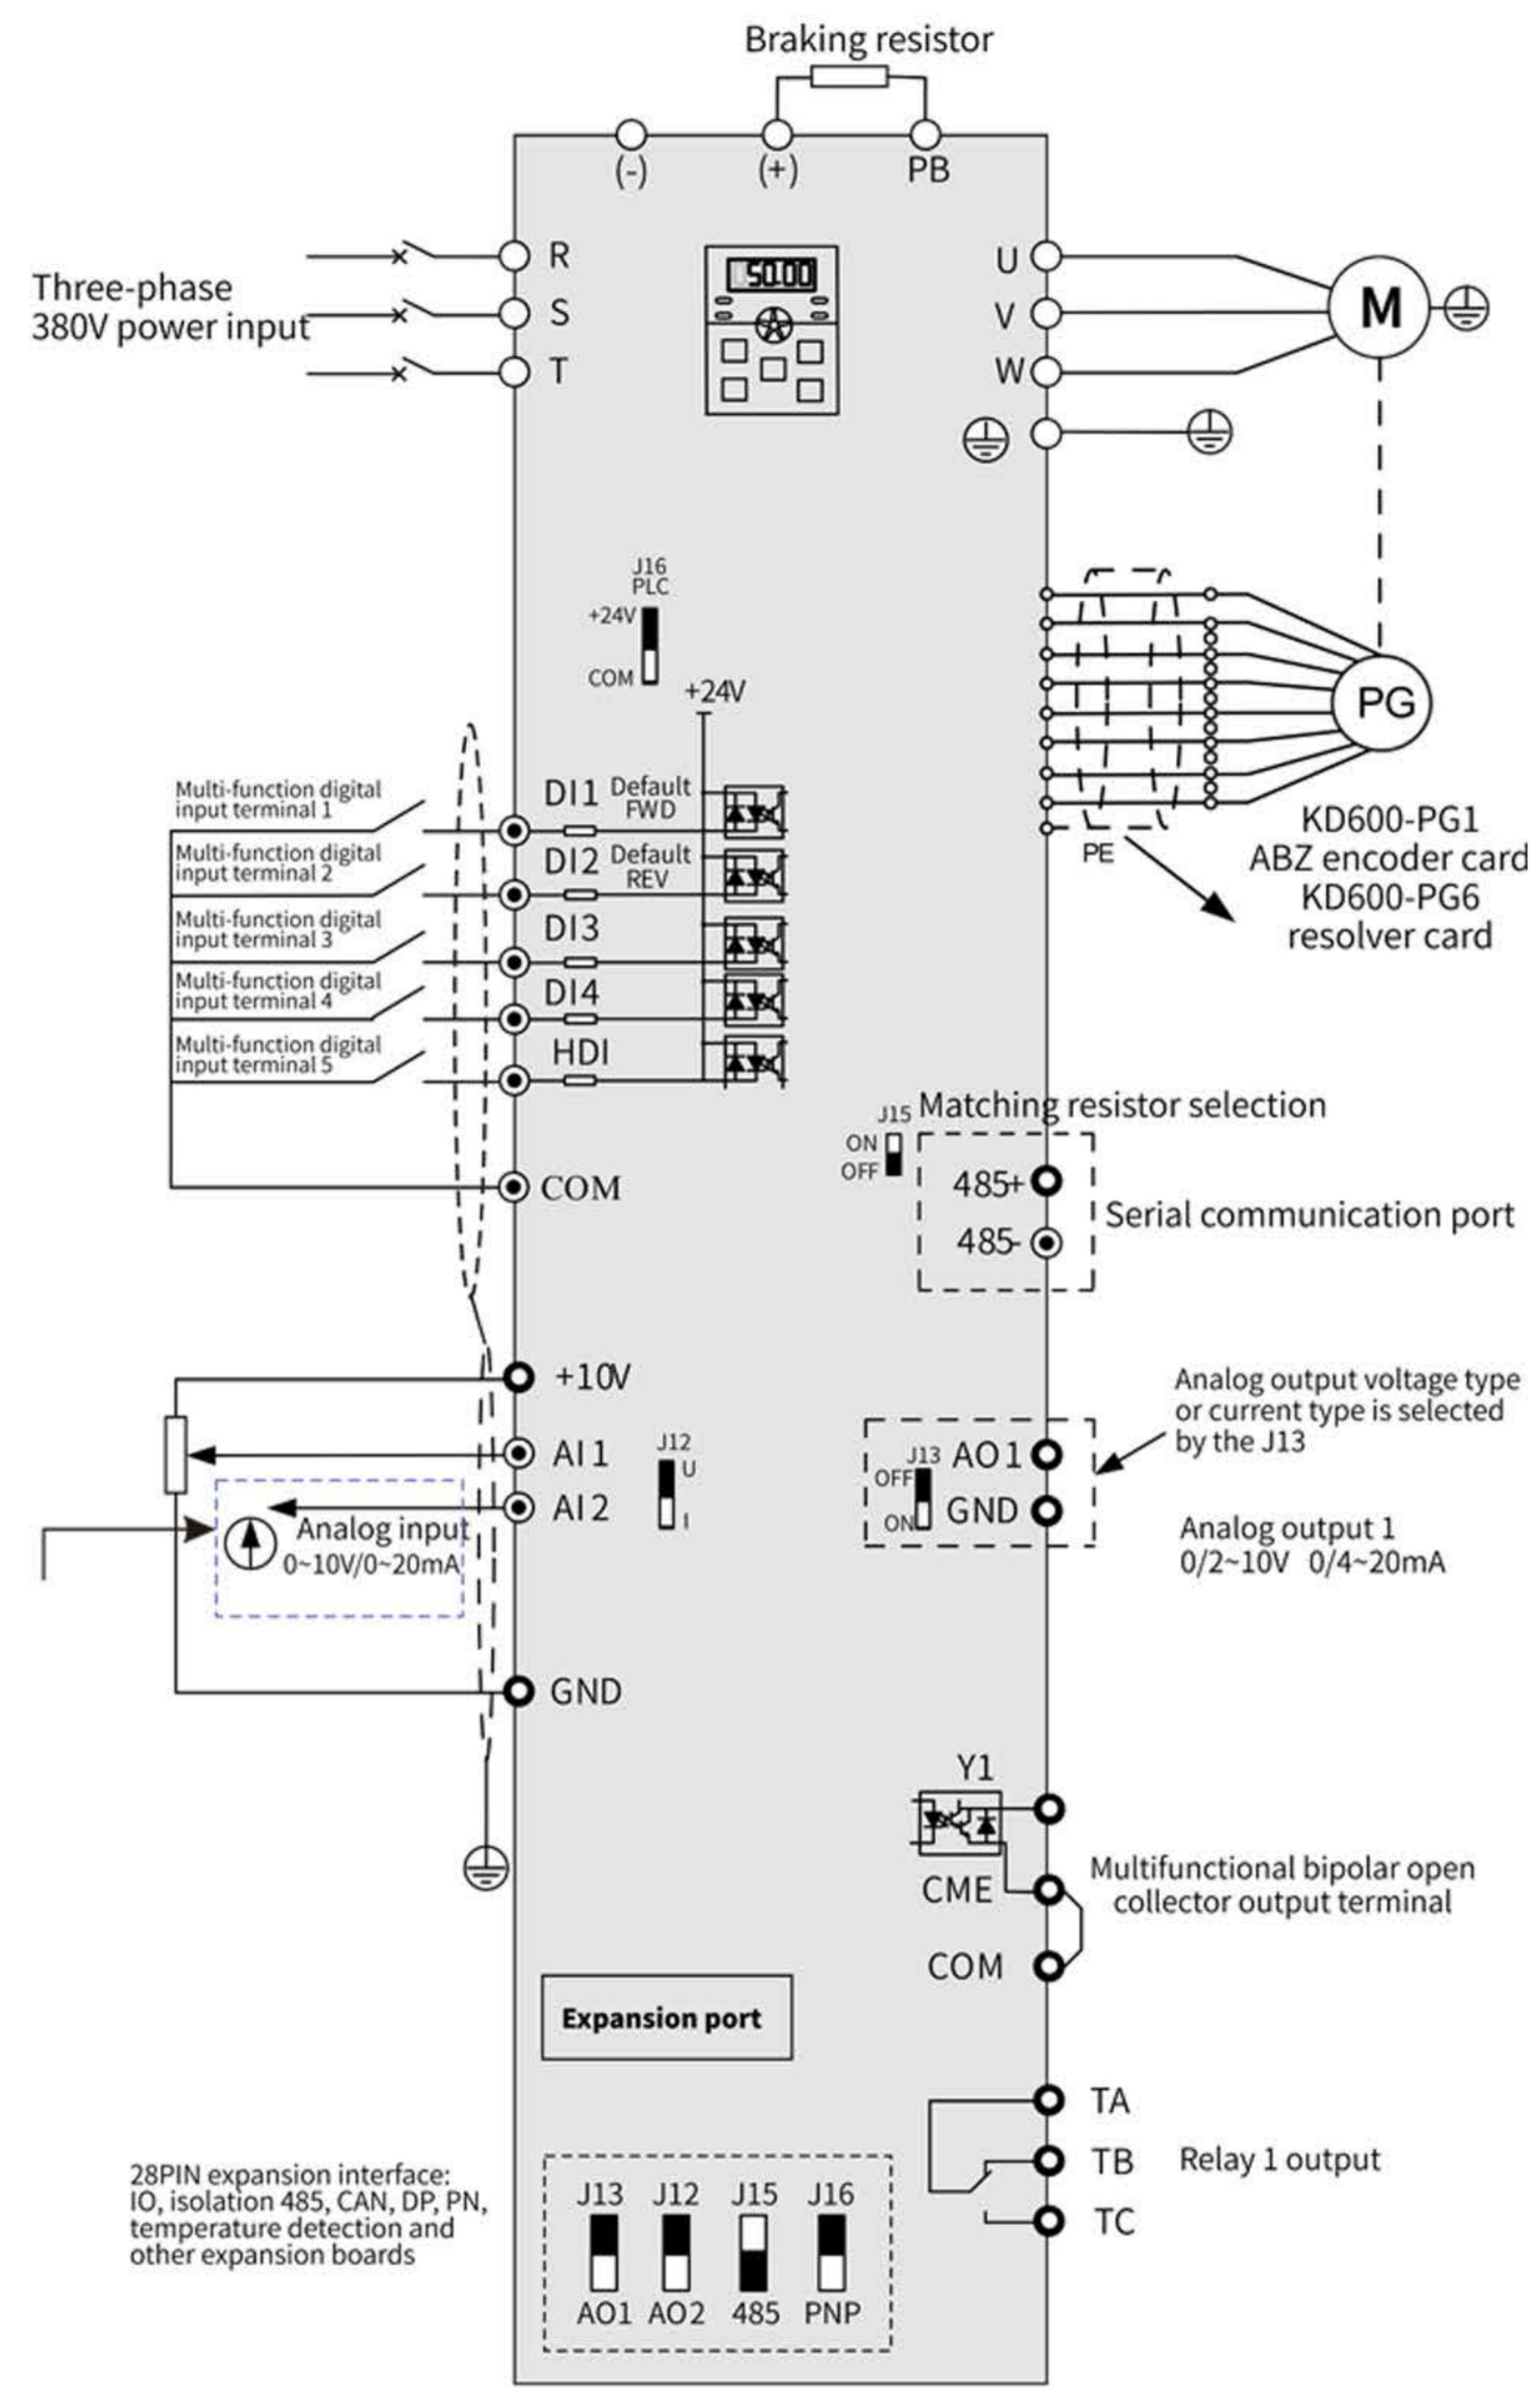 Braking resistor
(-)
(+)
PB
Three-phase
380V power input
R
S
T
50.00
U
V
W
M
J16
PLC
+24V
COM
+24V
PG
PE
KD600-PG1
ABZ encoder card
KD600-PG6
resolver card
Multi-function digital
input terminal 1
DI1 Default
FWD
Multi-function digital
input terminal 2
DI2 Default
REV
Multi-function digital
input terminal 3
DI3
Multi-function digital
input terminal 4
DI4
Multi-function digital
input terminal 5
HDI
COM
J15 Matching resistor selection
ON
OFF
485+
485-
Serial communication port
+10V
AI1
AI2
J12
U
I
Analog input
0~10V/0~20mA
GND
J13
OFF
ON
AO1
GND
Analog output voltage type
or current type is selected
by the J13
Analog output 1
0/2~10V 0/4~20mA
Y1
CME
COM
Multifunctional bipolar open
collector output terminal
Expansion port
TA
TB
TC
Relay 1 output
28PIN expansion interface:
IO, isolation 485, CAN, DP, PN,
temperature detection and
other expansion boards
J13 J12 J15 J16
AO1 AO2 485 PNP